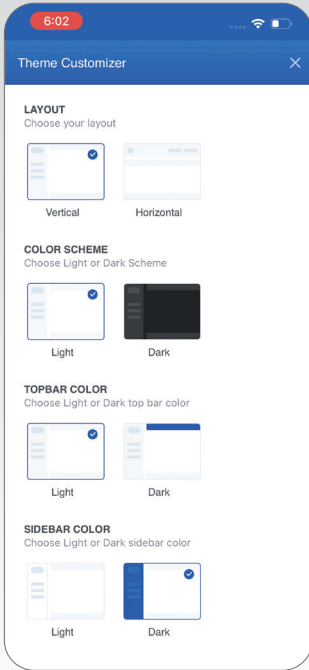 6:02
Theme Customizer
LAYOUT
Choose your layout
Vertical Horizontal
COLOR SCHEME
Choose Light or Dark Scheme
Light Dark
TOPBAR COLOR
Choose Light or Dark top bar color
Light Dark
SIDEBAR COLOR
Choose Light or Dark sidebar color
Light Dark